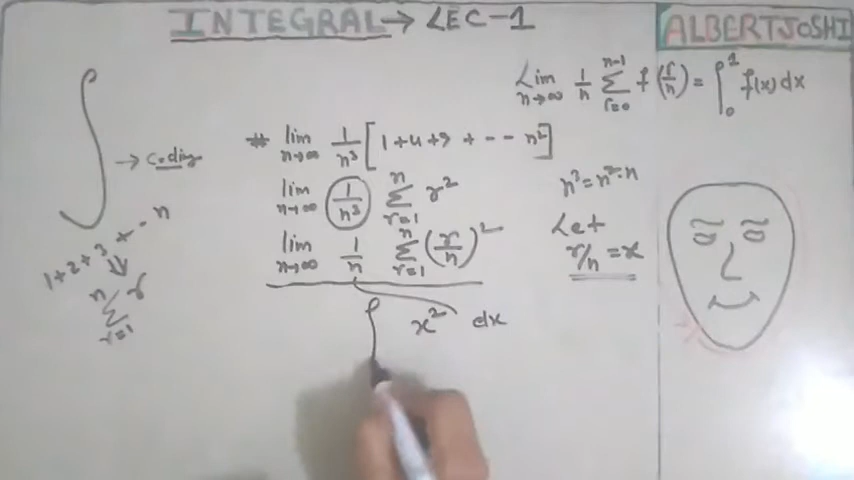 INTEGRAL → LEC-1
ALBERTJOSHI
Lim n→∞ 1/n Σ_{r=0}^{n-1} f(r/n) = ∫_0^1 f(x) dx
∫ → Coding
# lim n→∞ 1/n³ [1+4+9+ - - n²]
lim n→∞ 1/n³ Σ_{r=1}^{n} r²
n³ = n²·n
lim n→∞ 1/n Σ_{r=1}^{n} (r/n)²
Let
r/n = x
1+2+3+ - n
⇓
Σ_{r=1}^{n} r
∫ x² dx